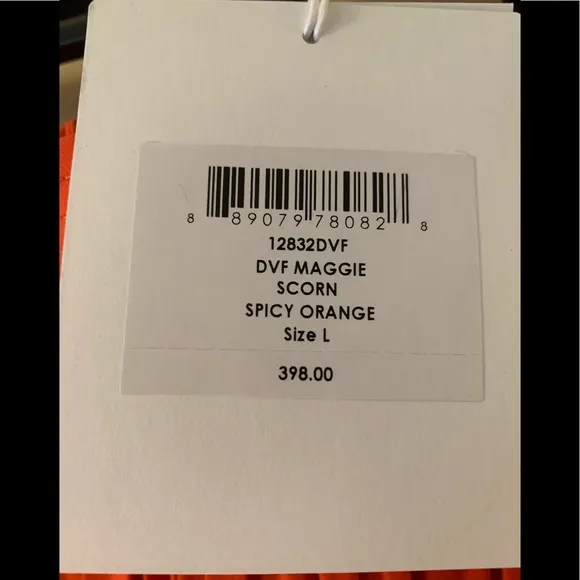 8 89079 78082 8
12832DVF
DVF MAGGIE
SCORN
SPICY ORANGE
Size L
398.00